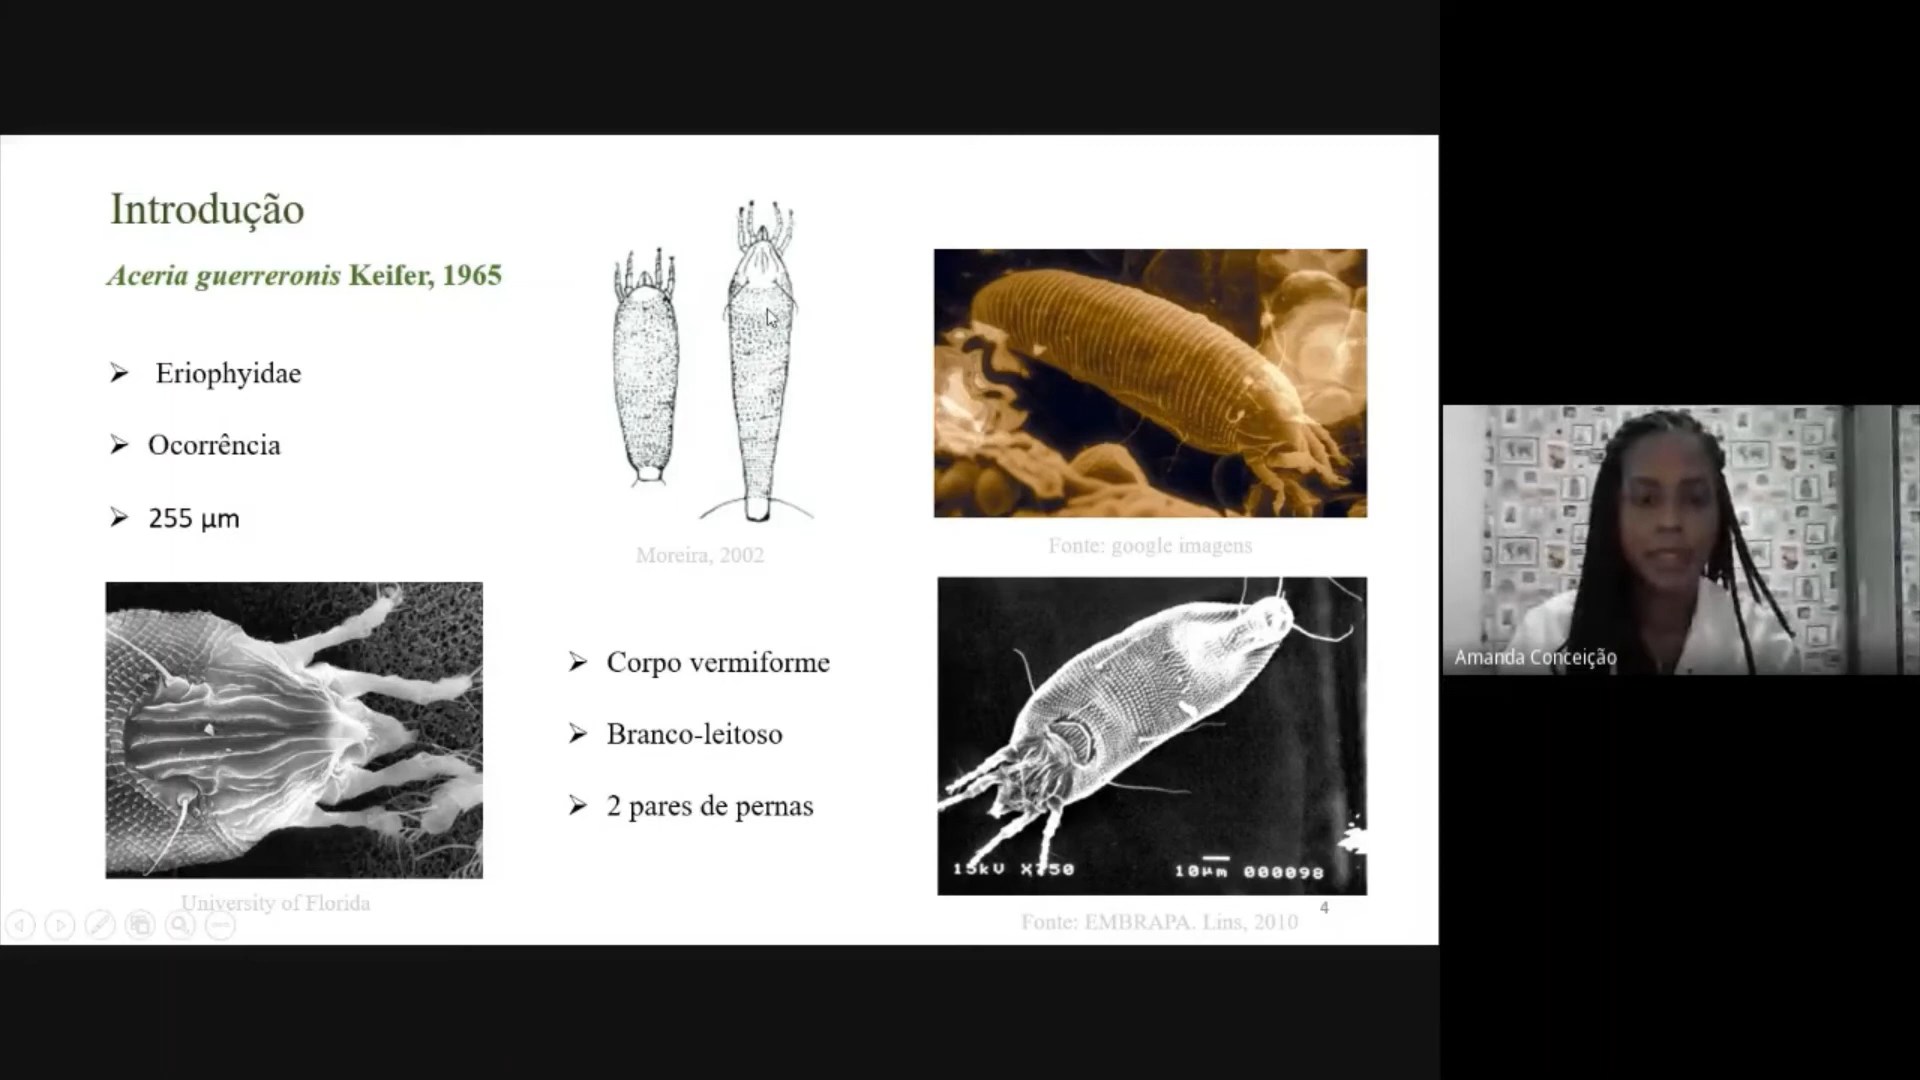 Introdução
Aceria guerreronis Keifer, 1965
Eriophyidae
Ocorrência
255 µm
Moreira, 2002
Fonte: google imagens
University of Florida
Corpo vermiforme
Branco-leitoso
2 pares de pernas
15kV X750 10µm 000098
Fonte: EMBRAPA. Lins, 2010
4
Amanda Conceição